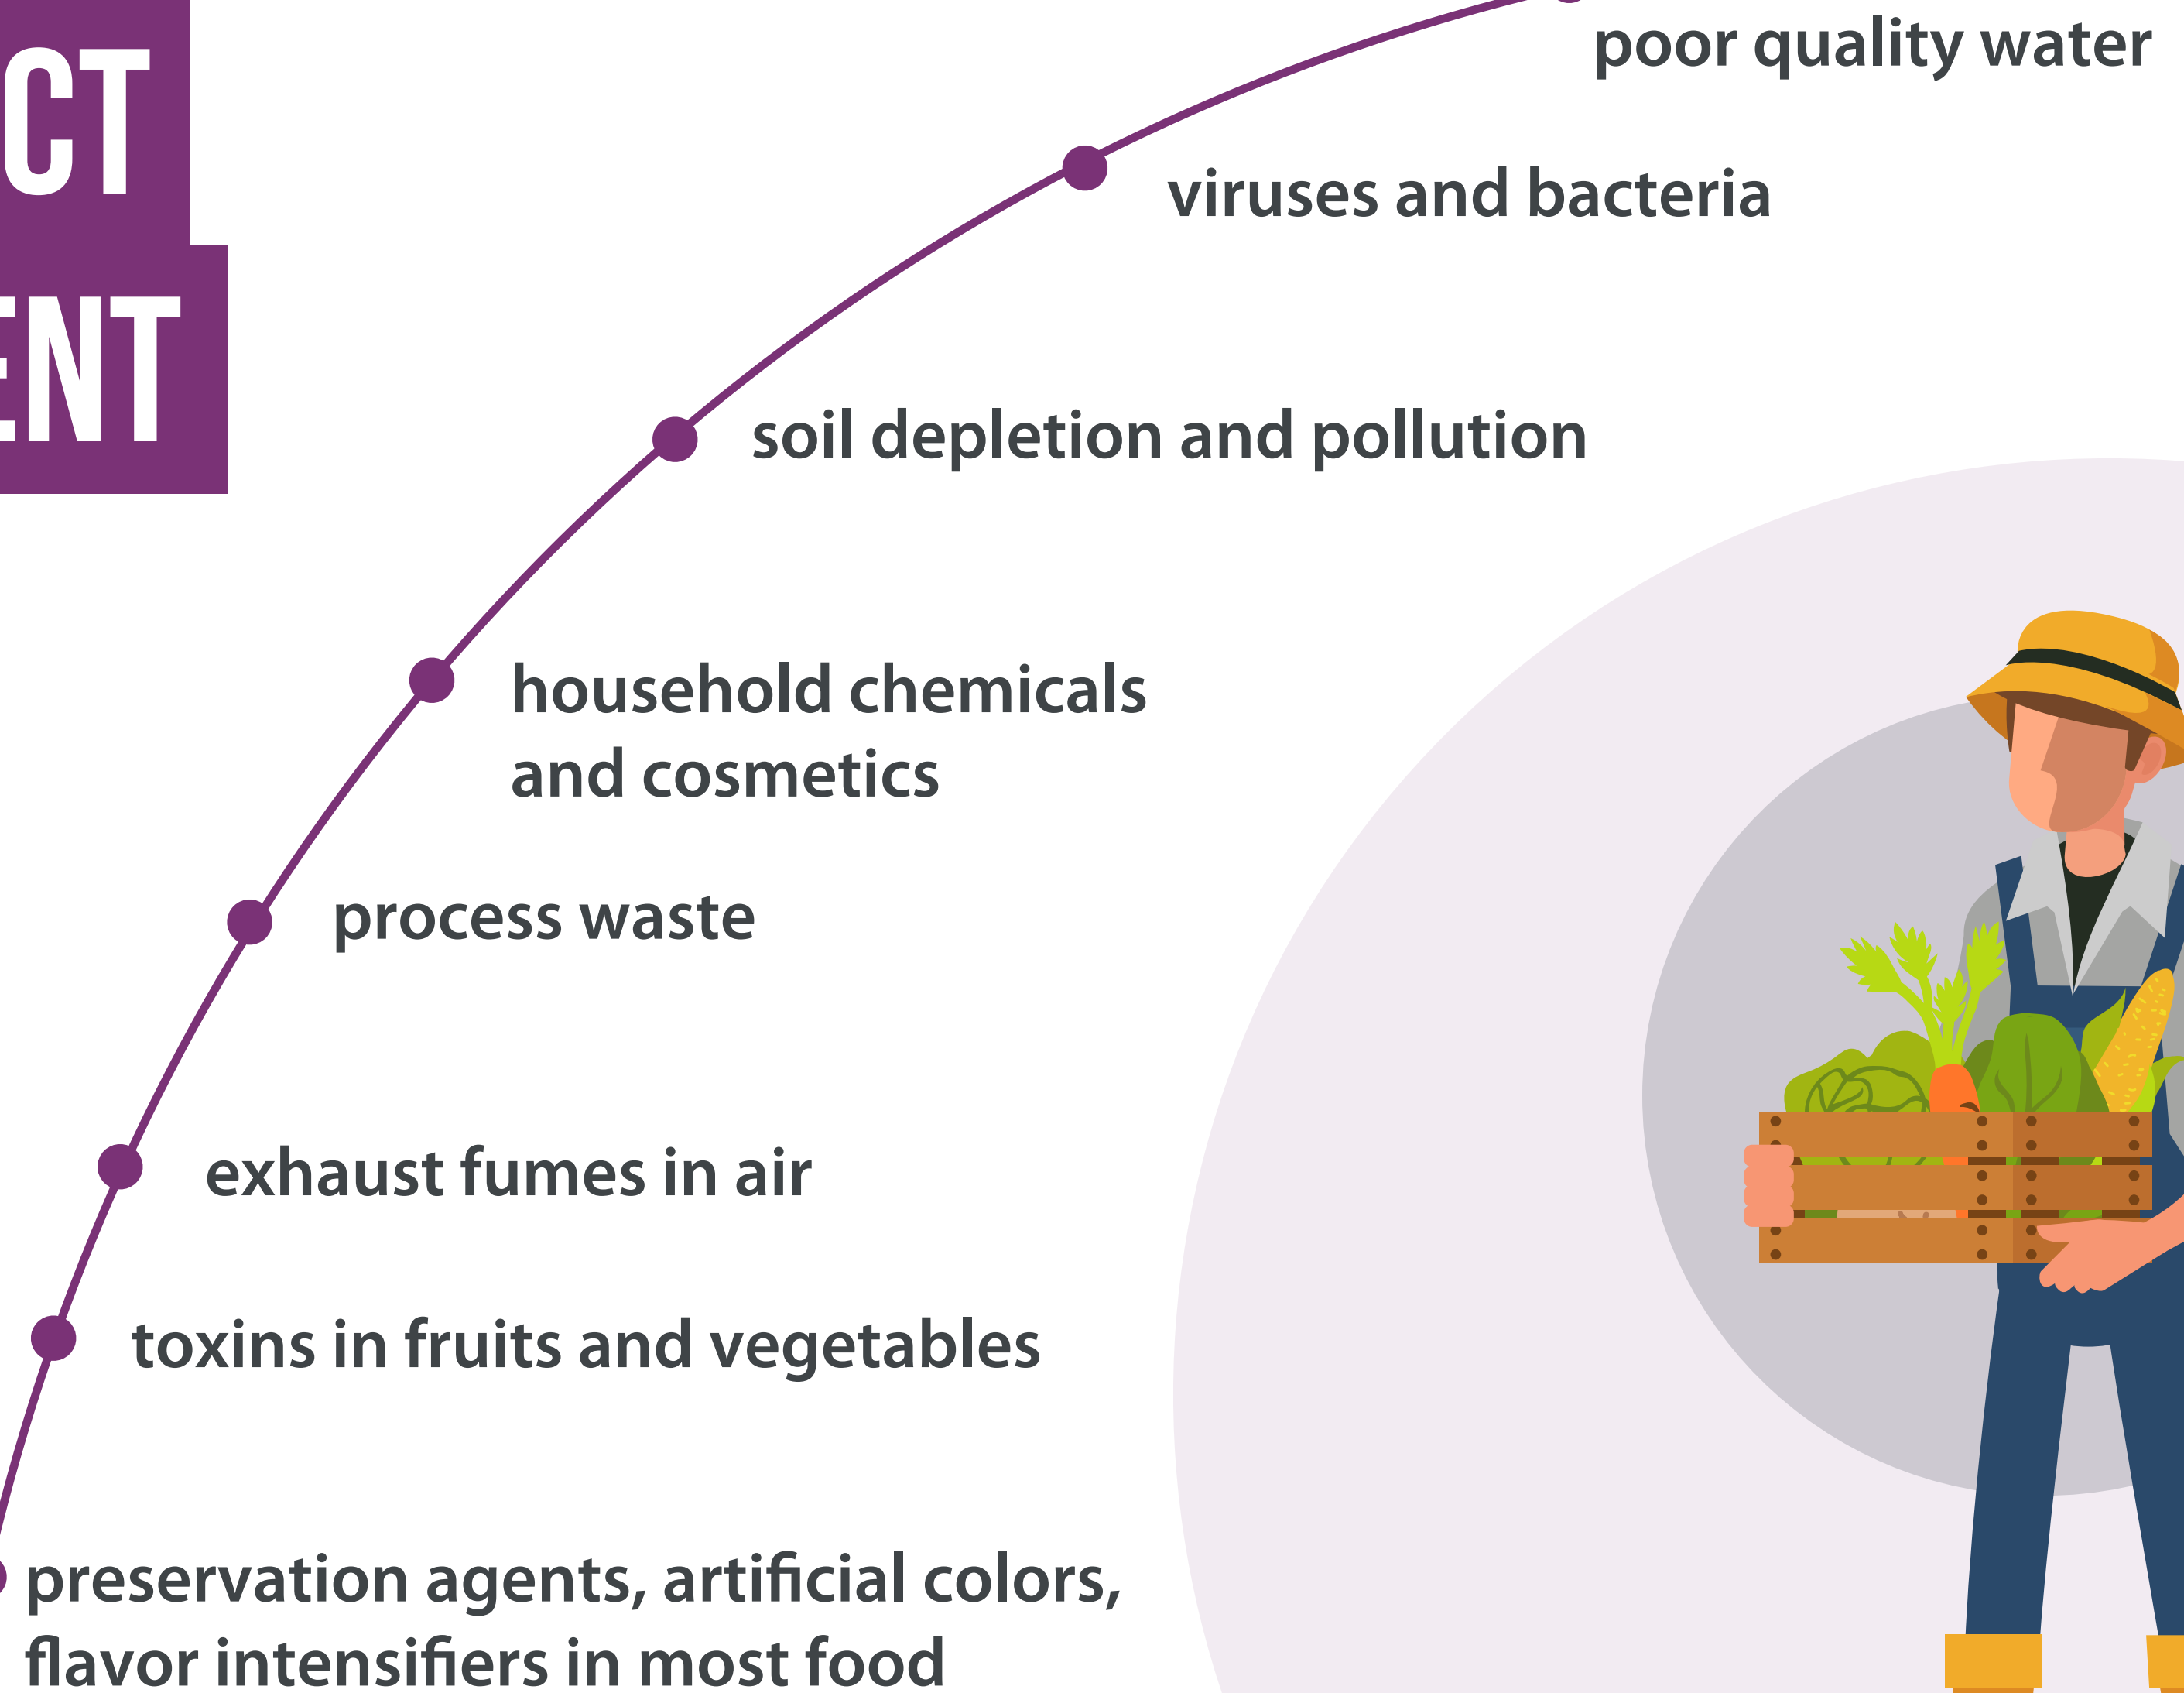 CT
ENT
poor quality water
viruses and bacteria
soil depletion and pollution
household chemicals
and cosmetics
process waste
exhaust fumes in air
toxins in fruits and vegetables
preservation agents, artificial colors,
flavor intensifiers in most food